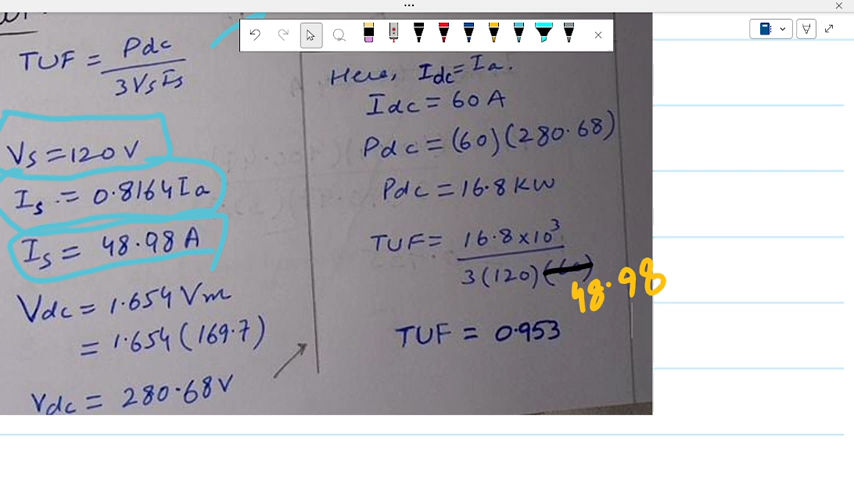 TUF = Pdc / 3VsIs
Vs = 120 V
Is = 0.8164 Ia
Is = 48.98 A
Vdc = 1.654 Vm
= 1.654 (169.7)
Vdc = 280.68 V
Here, Idc = Ia.
Idc = 60 A
Pdc = (60) (280.68)
Pdc = 16.8 KW
TUF = 16.8 × 10³ / 3 (120)
48.98
TUF = 0.953